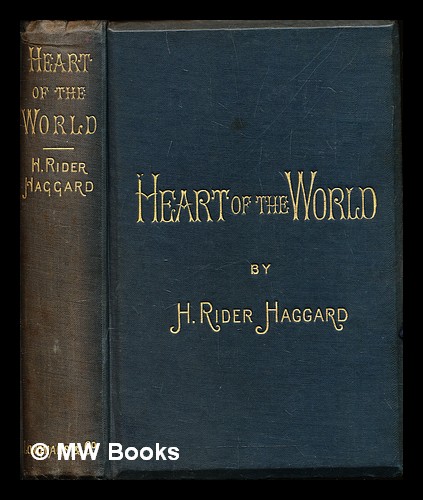 HEART
OF THE
WORLD
H. RIDER
HAGGARD
HEART OF THE WORLD
BY
H. RIDER HAGGARD
© MW Books